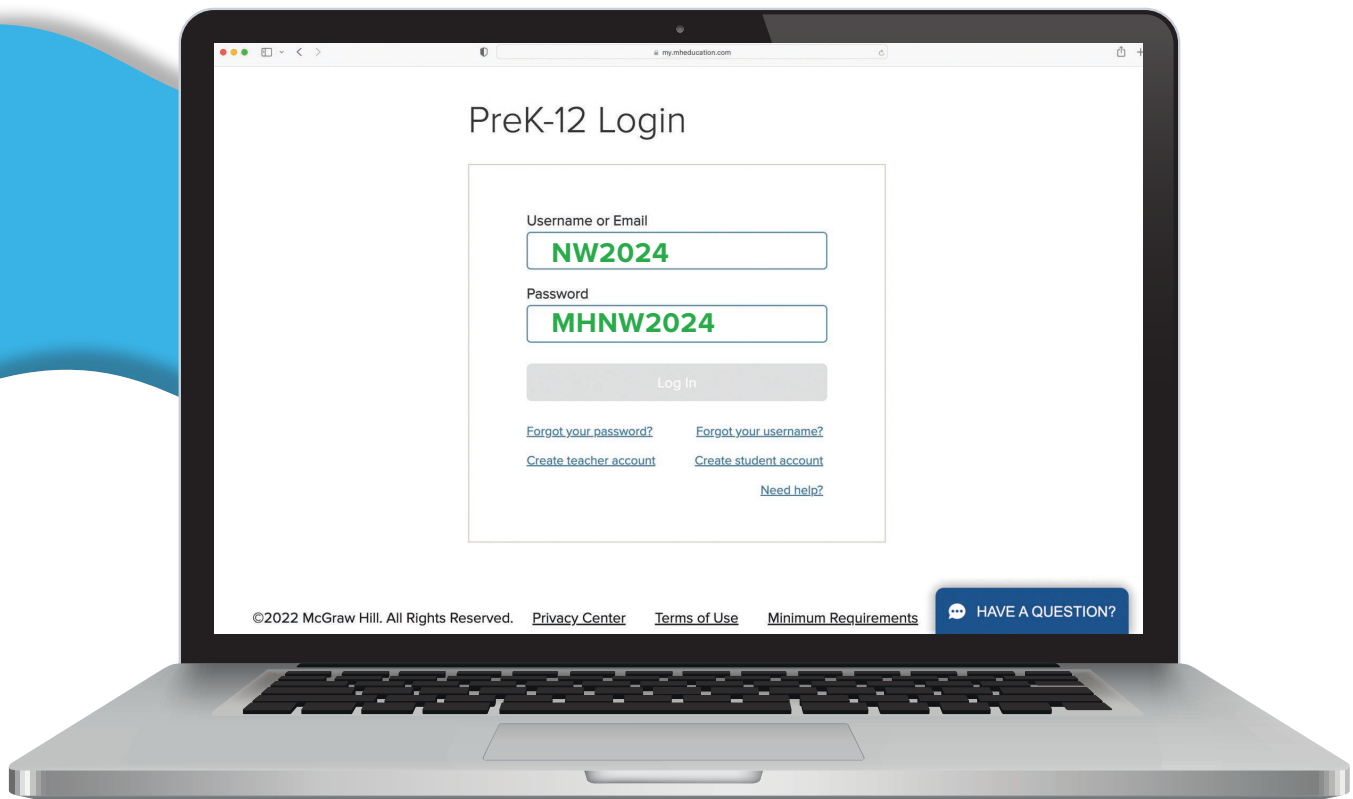 my.mheducation.com
PreK-12 Login
Username or Email
NW2024
Password
MHNW2024
Log In
Forgot your password? Forgot your username?
Create teacher account Create student account
Need help?
©2022 McGraw Hill. All Rights Reserved. Privacy Center Terms of Use Minimum Requirements
HAVE A QUESTION?